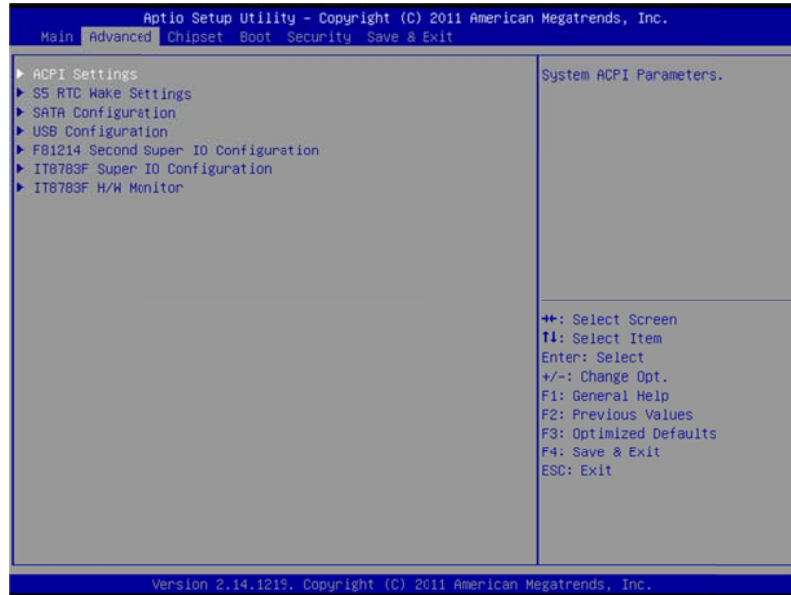 Aptio Setup Utility – Copyright (C) 2011 American Megatrends, Inc.
Main Advanced Chipset Boot Security Save & Exit
► ACPI Settings
► S5 RTC Wake Settings
► SATA Configuration
► USB Configuration
► F81214 Second Super IO Configuration
► IT8783F Super IO Configuration
► IT8783F H/W Monitor
System ACPI Parameters.
→←: Select Screen
↑↓: Select Item
Enter: Select
+/-: Change Opt.
F1: General Help
F2: Previous Values
F3: Optimized Defaults
F4: Save & Exit
ESC: Exit
Version 2.14.1219. Copyright (C) 2011 American Megatrends, Inc.